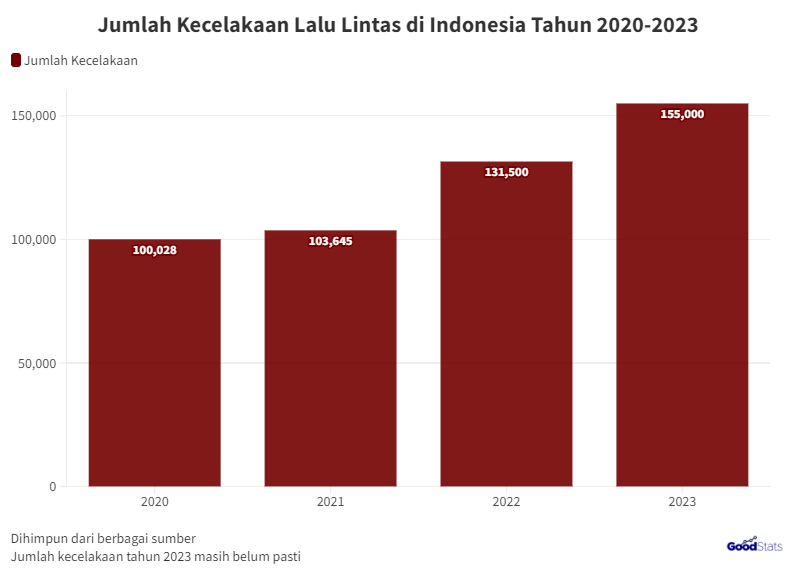 Jumlah Kecelakaan Lalu Lintas di Indonesia Tahun 2020-2023
Jumlah Kecelakaan
150,000
100,000
50,000
0
100,028
103,645
131,500
155,000
2020
2021
2022
2023
Dihimpun dari berbagai sumber
Jumlah kecelakaan tahun 2023 masih belum pasti
GoodStats